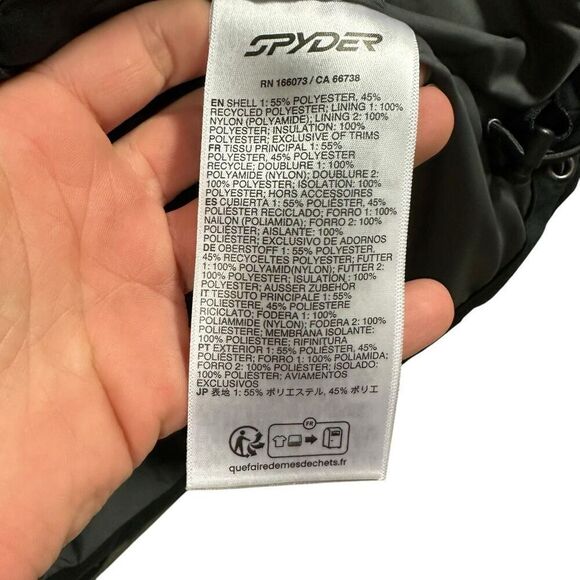 SPYDER
RN 166073 / CA 66738
EN SHELL 1: 55% POLYESTER, 45%
RECYCLED POLYESTER; LINING 1: 100%
NYLON (POLYAMIDE); LINING 2: 100%
POLYESTER; INSULATION: 100%
POLYESTER; EXCLUSIVE OF TRIMS
FR TISSU PRINCIPAL 1: 55%
POLYESTER, 45% POLYESTER
RECYCLE; DOUBLURE 1: 100%
POLYAMIDE (NYLON); DOUBLURE 2:
100% POLYESTER; ISOLATION: 100%
POLYESTER; HORS ACCESSOIRES
ES CUBIERTA 1: 55% POLIÉSTER, 45%
POLIÉSTER RECICLADO; FORRO 1: 100%
NAILON (POLIAMIDA); FORRO 2: 100%
POLIÉSTER; AISLANTE: 100%
POLIÉSTER; EXCLUSIVO DE ADORNOS
DE OBERSTOFF 1: 55% POLYESTER,
45% RECYCELTES POLYESTER; FUTTER
1: 100% POLYAMID(NYLON); FUTTER 2:
100% POLYESTER; ISULATION : 100%
POLYESTER; AUSSER ZUBEHÖR
IT TESSUTO PRINCIPALE 1: 55%
POLIESTERE, 45% POLIESTERE
RICICLATO; FODERA 1: 100%
POLIAMMIDE (NYLON); FODERA 2: 100%
POLIESTERE; MEMBRANA ISOLANTE:
100% POLIESTERE; RIFINITURA
PT EXTERIOR 1: 55% POLIÉSTER, 45%
POLIÉSTER; FORRO 1: 100% POLIAMIDA;
FORRO 2: 100% POLIÉSTER; ISOLADO:
100% POLIÉSTER; AVIAMENTOS
EXCLUSIVOS
JP 表地 1: 55% ポリエステル, 45% ポリエ
FR
quefairedemesdechets.fr